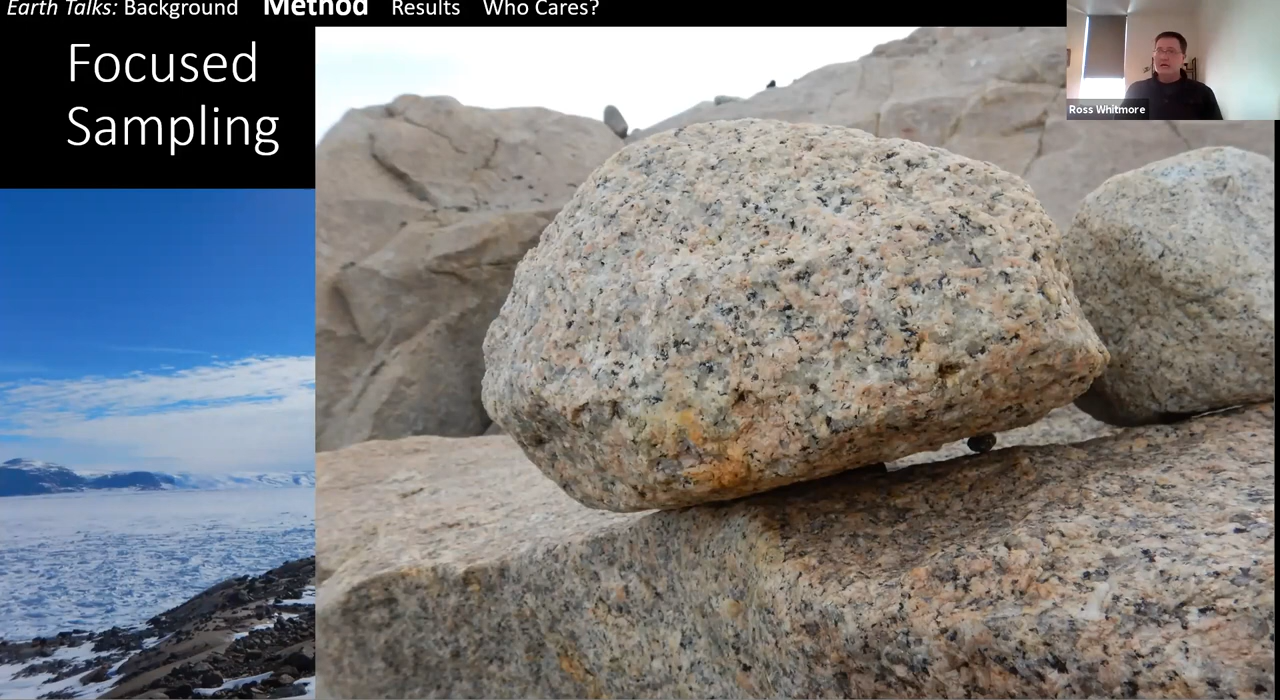 Earth Talks: Background Method Results Who Cares?
Focused
Sampling
Ross Whitmore